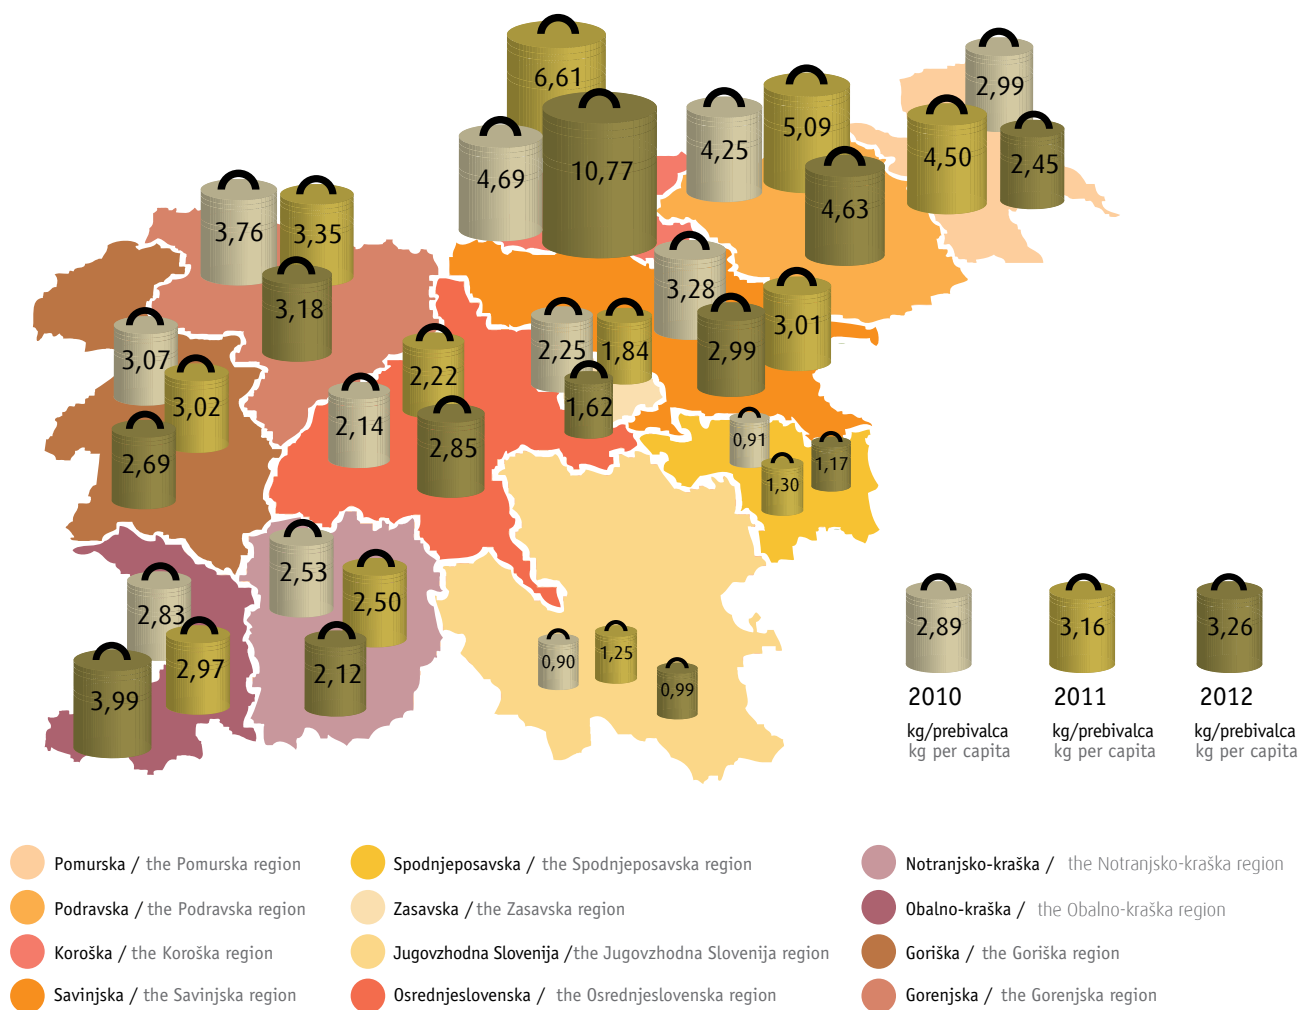 6,61
2,99
5,09
4,25
4,50
2,45
10,77
4,69
4,63
3,76
3,35
3,28
3,18
3,01
2,25
1,84
2,99
3,07
2,22
3,02
1,62
2,14
2,85
0,91
2,69
1,17
1,30
2,53
2,50
2,83
2,97
2,12
3,99
0,90
1,25
0,99
2,89
3,16
3,26
2010
2011
2012
kg/prebivalca
kg/prebivalca
kg/prebivalca
kg per capita
kg per capita
kg per capita
Pomurska / the Pomurska region
Podravska / the Podravska region
Koroška / the Koroška region
Savinjska / the Savinjska region
Spodnjeposavska / the Spodnjeposavska region
Zasavska / the Zasavska region
Jugovzhodna Slovenija / the Jugovzhodna Slovenija region
Osrednjeslovenska / the Osrednjeslovenska region
Notranjsko-kraška / the Notranjsko-kraška region
Obalno-kraška / the Obalno-kraška region
Goriška / the Goriška region
Gorenjska / the Gorenjska region